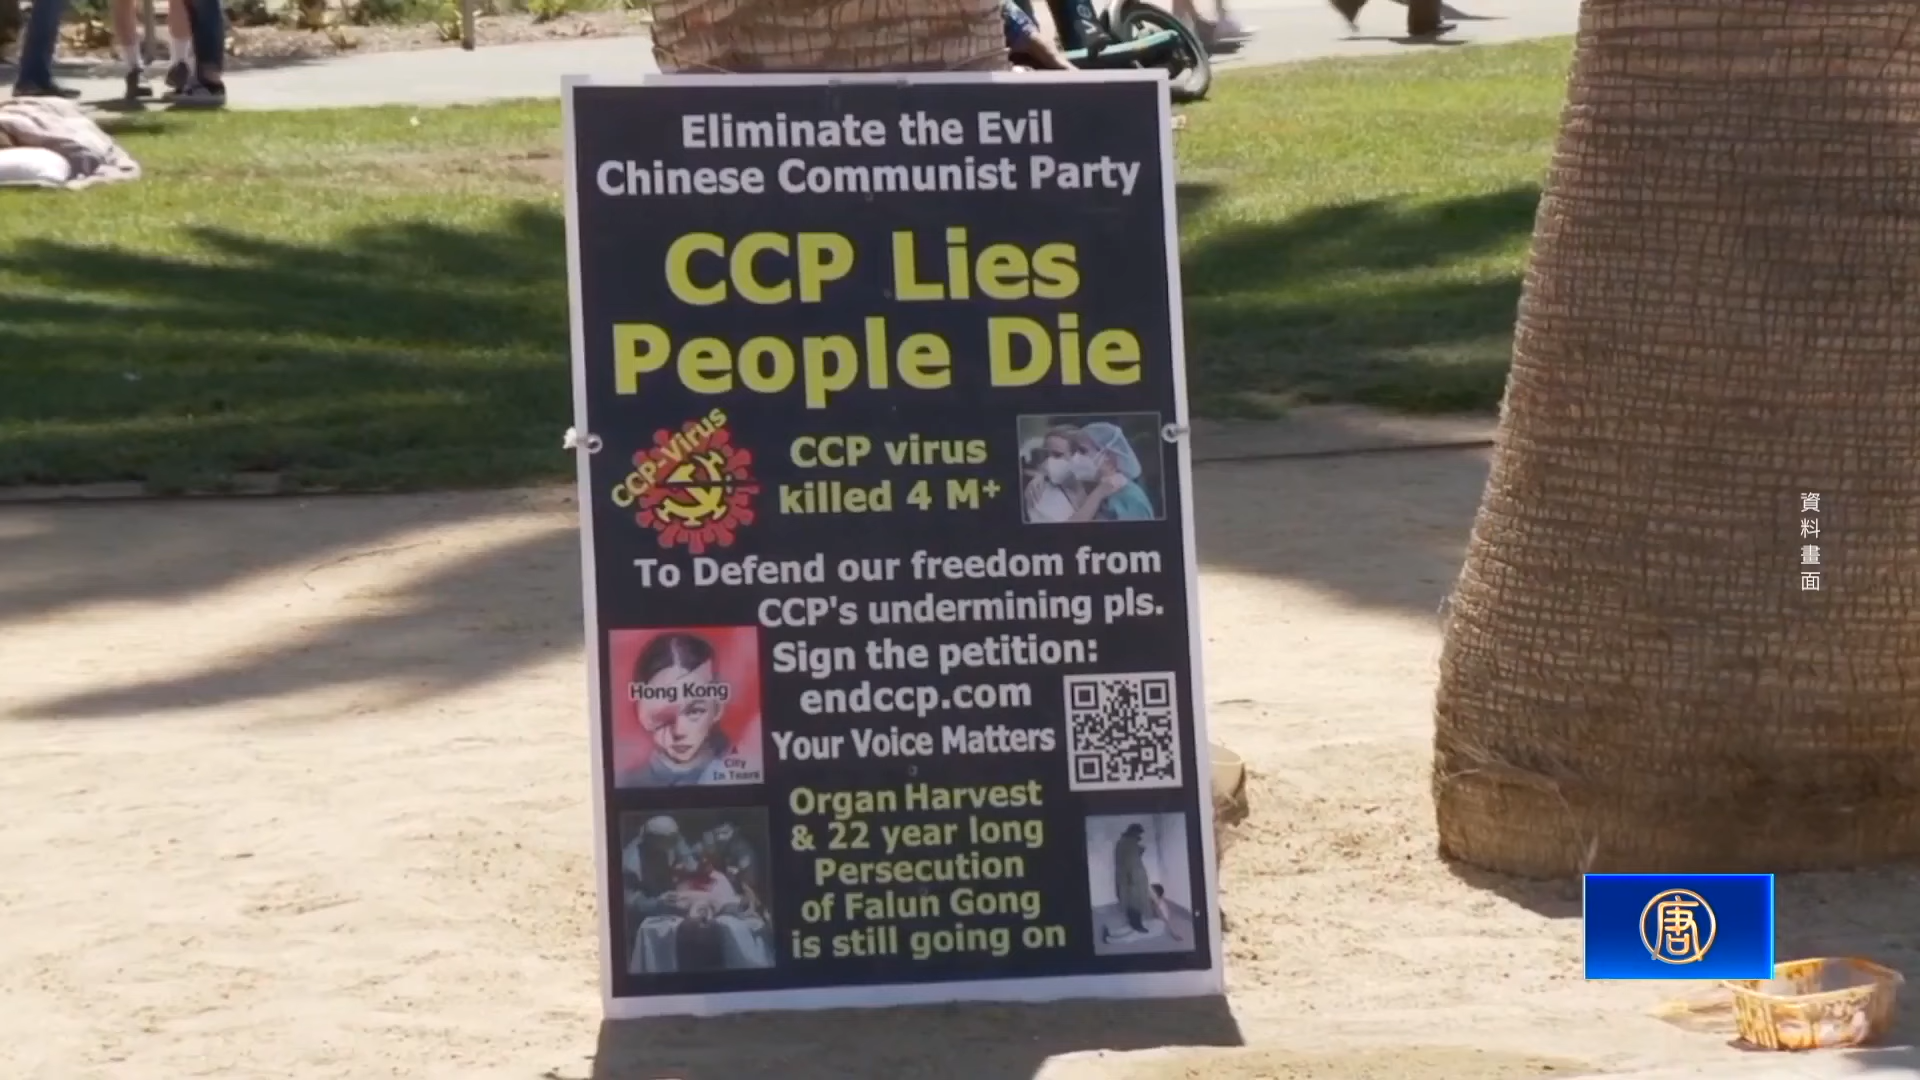 Eliminate the Evil
Chinese Communist Party
CCP Lies
People Die
CCP-Virus
CCP virus
killed 4 M+
To Defend our freedom from
CCP's undermining pls.
Sign the petition:
endccp.com
Your Voice Matters
Hong Kong
A
City
In Tears
Organ Harvest
& 22 year long
Persecution
of Falun Gong
is still going on
資料畫面
唐